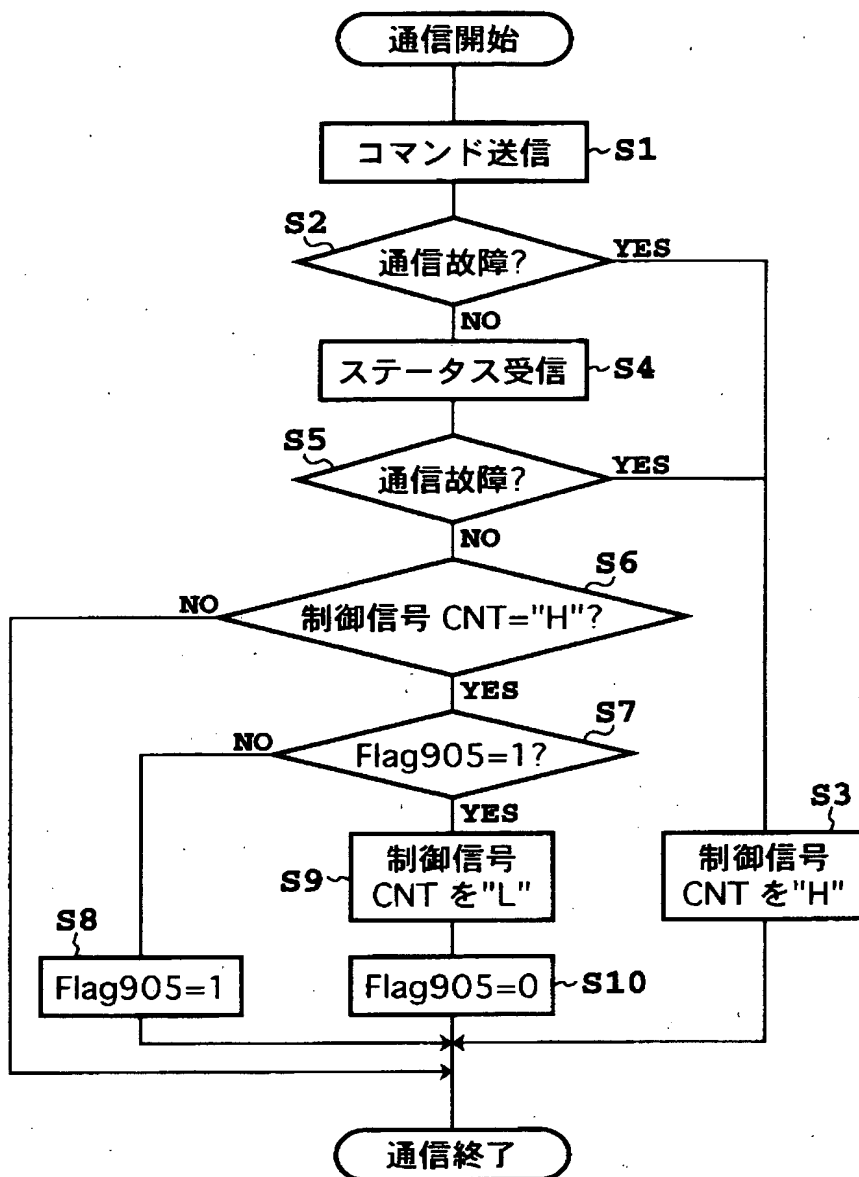 通信開始
コマンド送信
S1
S2
通信故障?
YES
NO
ステータス受信
S4
S5
通信故障?
YES
NO
S6
NO
制御信号 CNT="H"?
YES
S7
NO
Flag905=1?
YES
S3
制御信号
CNT を"H"
S9
制御信号
CNT を"L"
S8
Flag905=1
Flag905=0
S10
通信終了